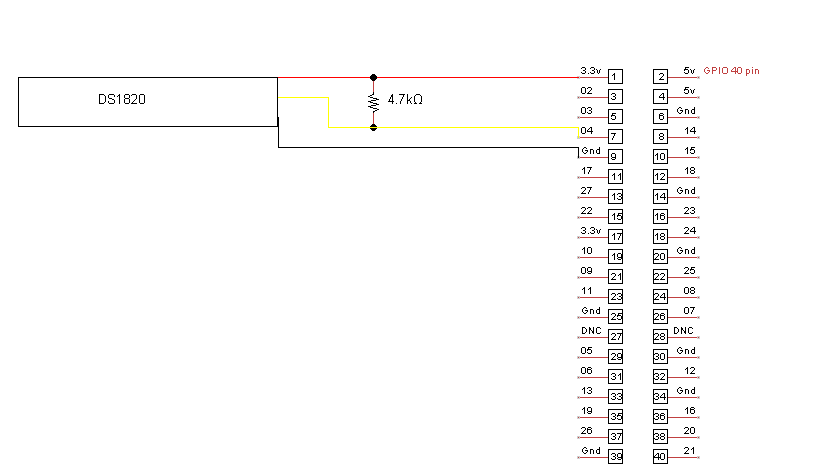 3.3v 1 2 5v GPIO 40 pin
DS1820 4.7kΩ 02 3 4 5v
03 5 6 Gnd
04 7 8 14
Gnd 9 10 15
17 11 12 18
27 13 14 Gnd
22 15 16 23
3.3v 17 18 24
10 19 20 Gnd
09 21 22 25
11 23 24 08
Gnd 25 26 07
DNC 27 28 DNC
05 29 30 Gnd
06 31 32 12
13 33 34 Gnd
19 35 36 16
26 37 38 20
Gnd 39 40 21